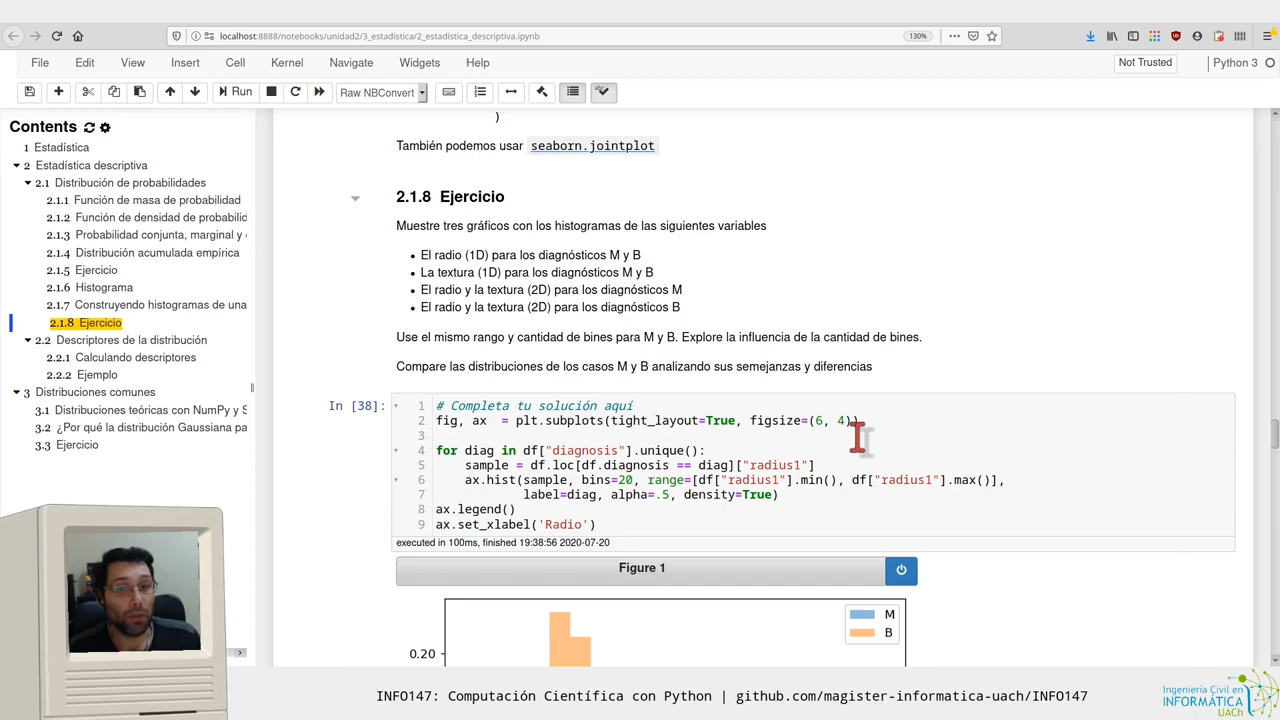 localhost:8888/notebooks/unidad2/3_estadística/2_estadística_descriptiva.ipynb
130%
File Edit View Insert Cell Kernel Navigate Widgets Help
Not Trusted
Python 3
Run
Raw NBConvert
Contents
1 Estadística
2 Estadística descriptiva
2.1 Distribución de probabilidades
2.1.1 Función de masa de probabilidad
2.1.2 Función de densidad de probabilid
2.1.3 Probabilidad conjunta, marginal y
2.1.4 Distribución acumulada empírica
2.1.5 Ejercicio
2.1.6 Histograma
2.1.7 Construyendo histogramas de una
2.1.8 Ejercicio
2.2 Descriptores de la distribución
2.2.1 Calculando descriptores
2.2.2 Ejemplo
3 Distribuciones comunes
3.1 Distribuciones teóricas con NumPy y S
3.2 ¿Por qué la distribución Gaussiana pa
3.3 Ejercicio
)
También podemos usar seaborn.jointplot
2.1.8 Ejercicio
Muestre tres gráficos con los histogramas de las siguientes variables
• El radio (1D) para los diagnósticos M y B
• La textura (1D) para los diagnósticos M y B
• El radio y la textura (2D) para los diagnósticos M
• El radio y la textura (2D) para los diagnósticos B
Use el mismo rango y cantidad de bines para M y B. Explore la influencia de la cantidad de bines.
Compare las distribuciones de los casos M y B analizando sus semejanzas y diferencias
In [38]:
1 # Completa tu solución aquí
2 fig, ax  = plt.subplots(tight_layout=True, figsize=(6, 4))
3
4 for diag in df["diagnosis"].unique():
5     sample = df.loc[df.diagnosis == diag]["radius1"]
6     ax.hist(sample, bins=20, range=[df["radius1"].min(), df["radius1"].max()],
7             label=diag, alpha=.5, density=True)
8 ax.legend()
9 ax.set_xlabel('Radio')
executed in 100ms, finished 19:38:56 2020-07-20
Figure 1
M
B
0.20
INFO147: Computación Científica con Python | github.com/magister-informatica-uach/INFO147
Ingeniería Civil en
INFORMÁTICA
UACh